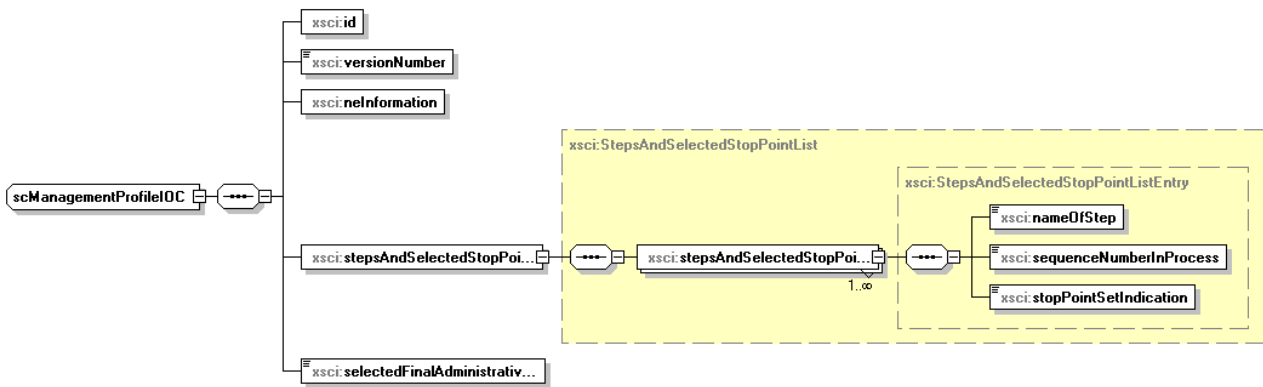 xsci:id
xsci:versionNumber
xsci:neInformation
xsci:StepsAndSelectedStopPointList
xsci:StepsAndSelectedStopPointListEntry
scManagementProfileIOC
xsci:nameOfStep
xsci:stepsAndSelectedStopPoi...
xsci:stepsAndSelectedStopPoi...
xsci:sequenceNumberInProcess
1..∞
xsci:stopPointSetIndication
xsci:selectedFinalAdministrativ...